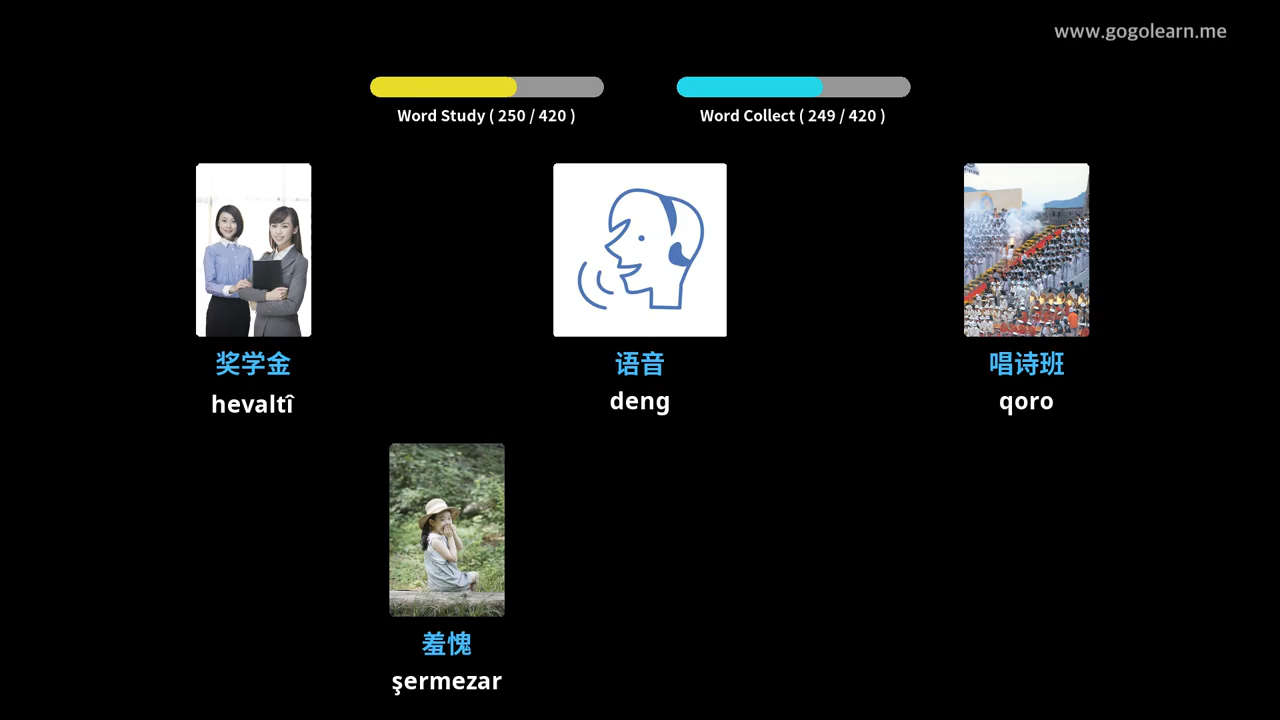 www.gogolearn.me
Word Study ( 250 / 420 )
Word Collect ( 249 / 420 )
奖学金
hevaltî
语音
deng
唱诗班
qoro
羞愧
şermezar